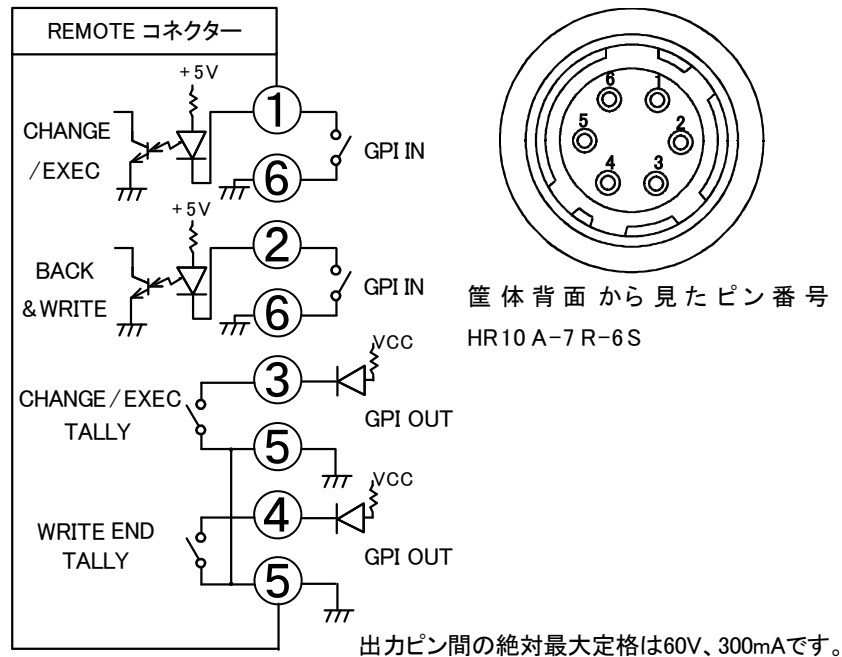 REMOTE コネクター
+5V
CHANGE
/EXEC
①
⑥
GPI IN
+5V
BACK
&WRITE
②
⑥
GPI IN
CHANGE/EXEC
TALLY
③
VCC
GPI OUT
⑤
WRITE END
TALLY
④
VCC
GPI OUT
⑤
6 1
5 2
4 3
筐体背面から見たピン番号
HR10A-7R-6S
出力ピン間の絶対最大定格は60V、300mAです。